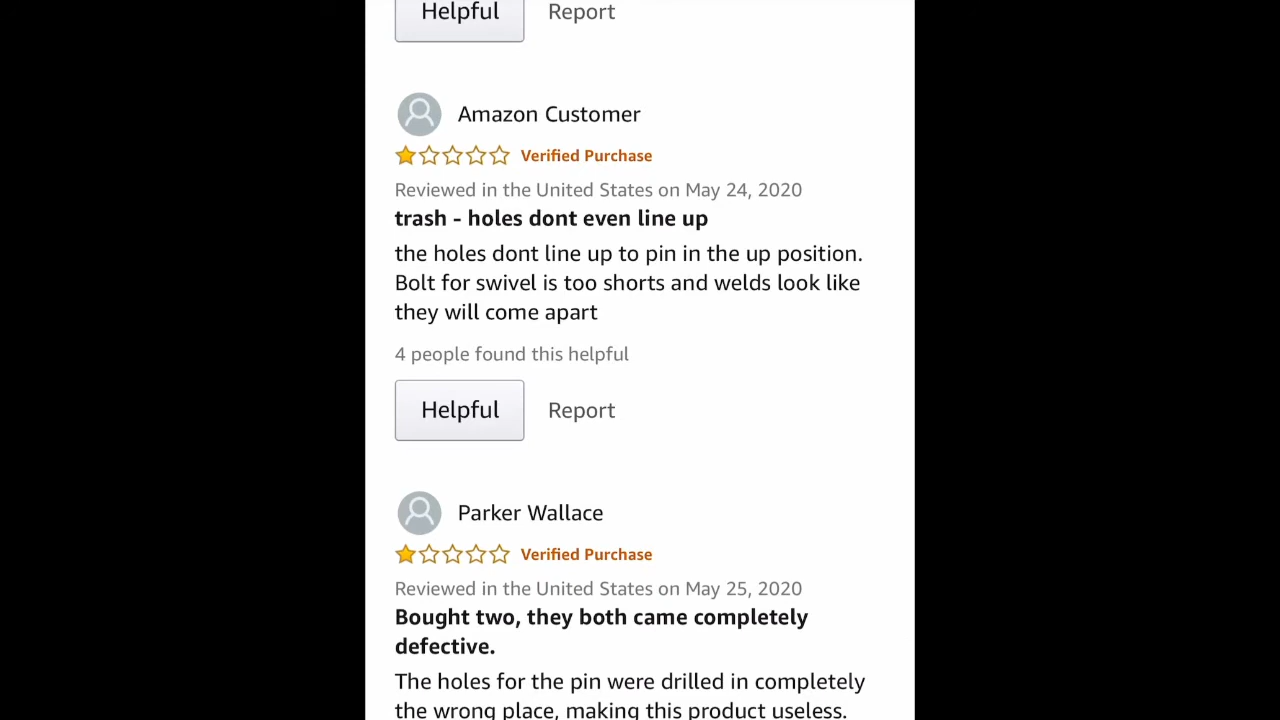 Helpful Report
Amazon Customer
Verified Purchase
Reviewed in the United States on May 24, 2020
trash - holes dont even line up
the holes dont line up to pin in the up position.
Bolt for swivel is too shorts and welds look like
they will come apart
4 people found this helpful
Helpful Report
Parker Wallace
Verified Purchase
Reviewed in the United States on May 25, 2020
Bought two, they both came completely
defective.
The holes for the pin were drilled in completely
the wrong place, making this product useless.